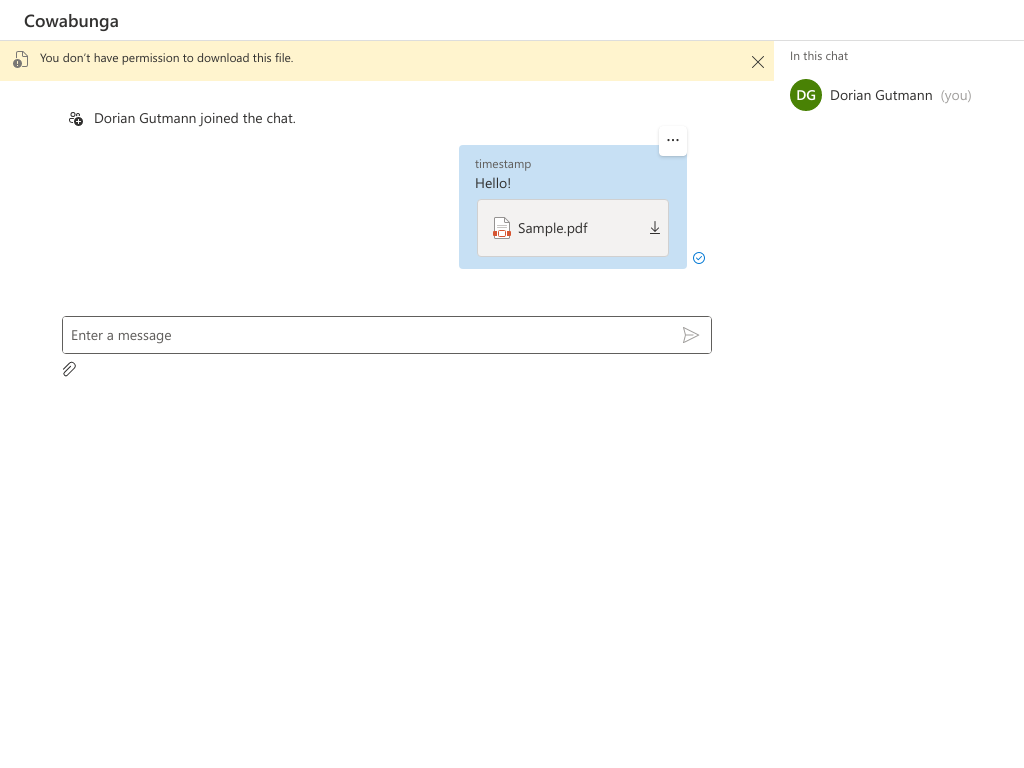 Cowabunga
You don't have permission to download this file.
In this chat
DG Dorian Gutmann (you)
Dorian Gutmann joined the chat.
...
timestamp
Hello!
Sample.pdf
Enter a message